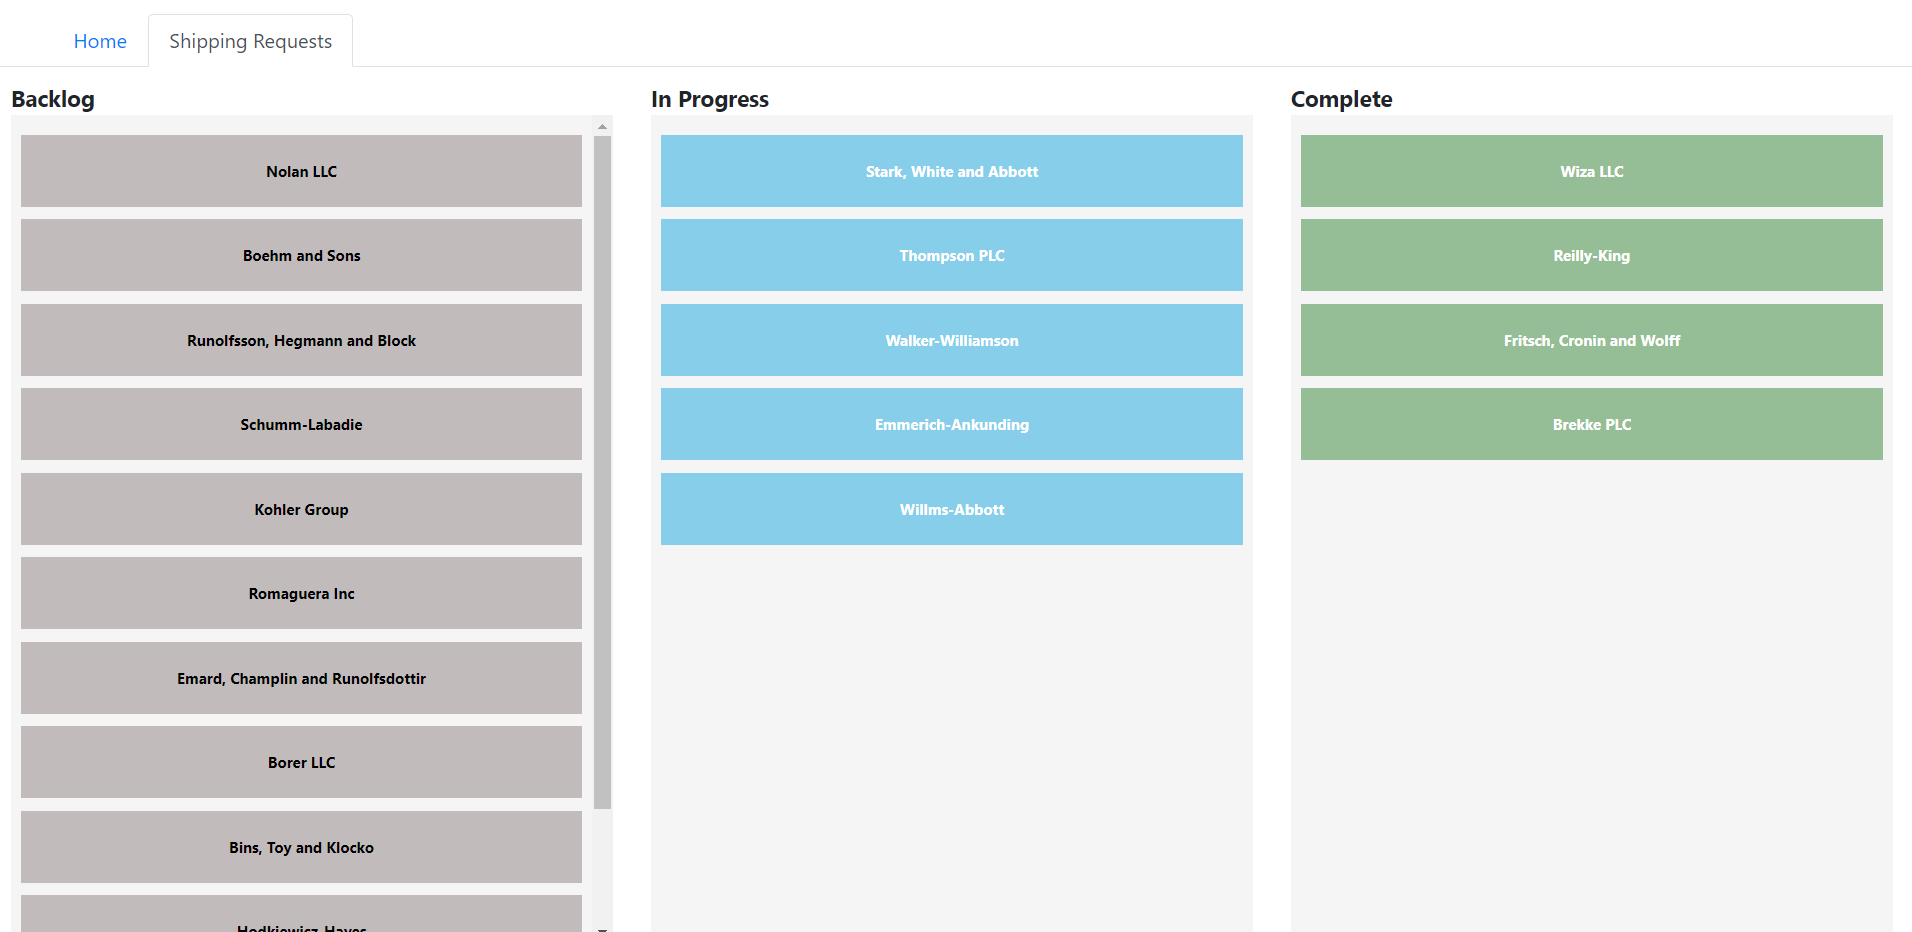 Home
Shipping Requests
Backlog
Nolan LLC
Boehm and Sons
Runolfsson, Hegmann and Block
Schumm-Labadie
Kohler Group
Romaguera Inc
Emard, Champlin and Runolfsdottir
Borer LLC
Bins, Toy and Klocko
Hodkiewicz-Hayes
In Progress
Stark, White and Abbott
Thompson PLC
Walker-Williamson
Emmerich-Ankunding
Willms-Abbott
Complete
Wiza LLC
Reilly-King
Fritsch, Cronin and Wolff
Brekke PLC